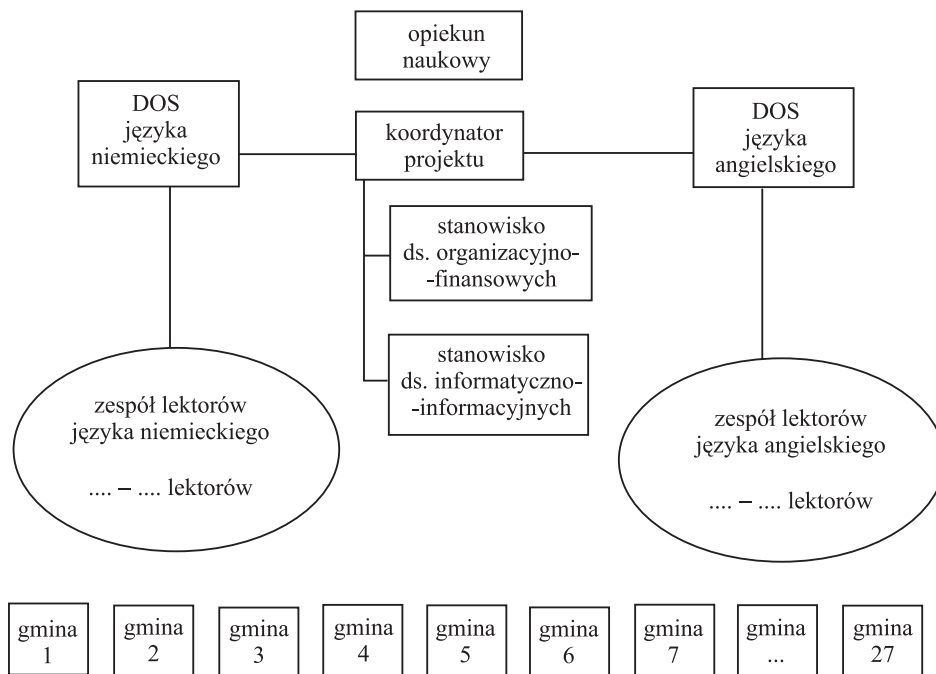 opiekun
naukowy
DOS
języka
niemieckiego
koordynator
projektu
DOS
języka
angielskiego
stanowisko
ds. organizacyjno-
-finansowych
stanowisko
ds. informatyczno-
-informacyjnych
zespół lektorów
języka niemieckiego
.... – .... lektorów
zespół lektorów
języka angielskiego
.... – .... lektorów
gmina
1
gmina
2
gmina
3
gmina
4
gmina
5
gmina
6
gmina
7
gmina
...
gmina
27